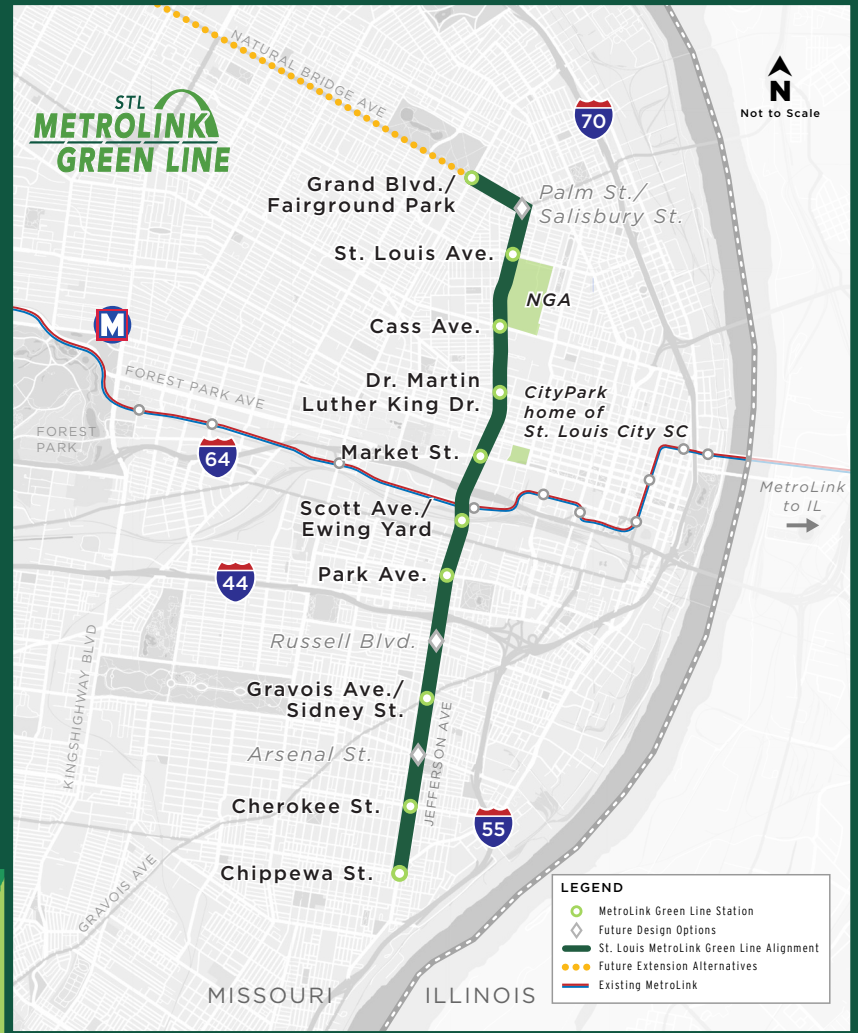 NATURAL BRIDGE AVE
STL
METROLINK
GREEN LINE
70
N
Not to Scale
Grand Blvd./
Fairground Park
Palm St./
Salisbury St.
St. Louis Ave.
NGA
Cass Ave.
M
FOREST PARK AVE
Dr. Martin
Luther King Dr.
CityPark
home of
St. Louis City SC
FOREST
PARK
64
Market St.
MetroLink
to IL
Scott Ave./
Ewing Yard
Park Ave.
44
Russell Blvd.
KINGSHIGHWAY BLVD
Gravois Ave./
Sidney St.
JEFFERSON AVE
Arsenal St.
Cherokee St.
55
Chippewa St.
GRAVOIS AVE
MISSOURI
ILLINOIS
LEGEND
MetroLink Green Line Station
Future Design Options
St. Louis MetroLink Green Line Alignment
Future Extension Alternatives
Existing MetroLink